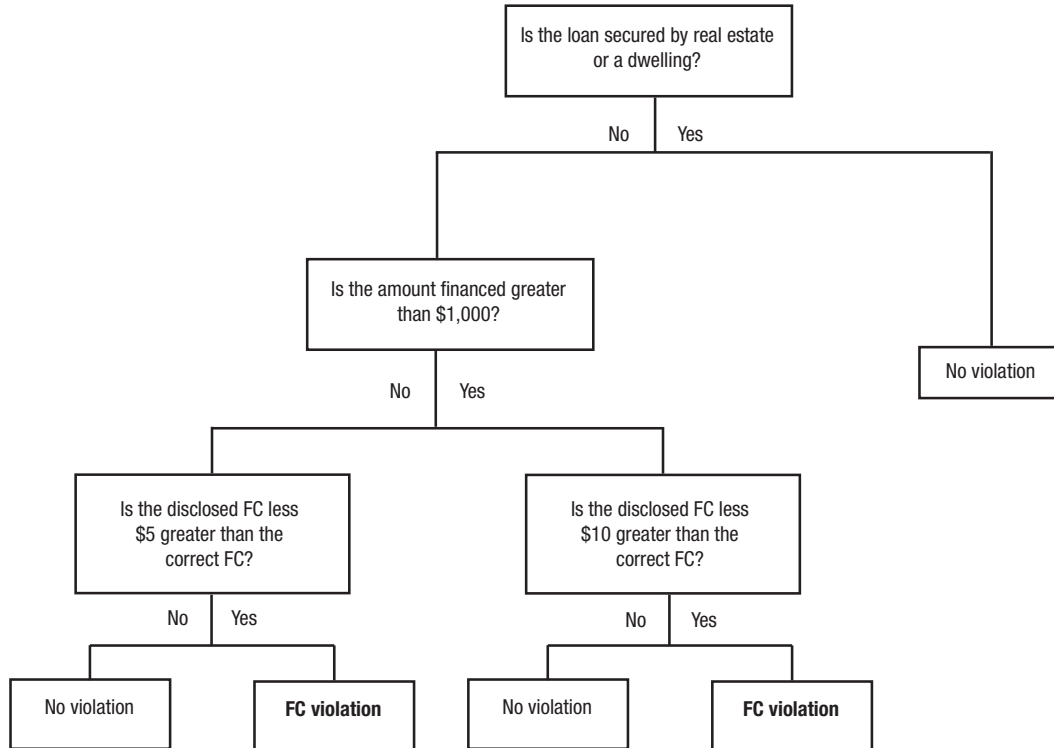 Is the loan secured by real estate
or a dwelling?
No
Yes
Is the amount financed greater
than $1,000?
No violation
No
Yes
Is the disclosed FC less
$5 greater than the
correct FC?
Is the disclosed FC less
$10 greater than the
correct FC?
No
Yes
No
Yes
No violation
FC violation
No violation
FC violation